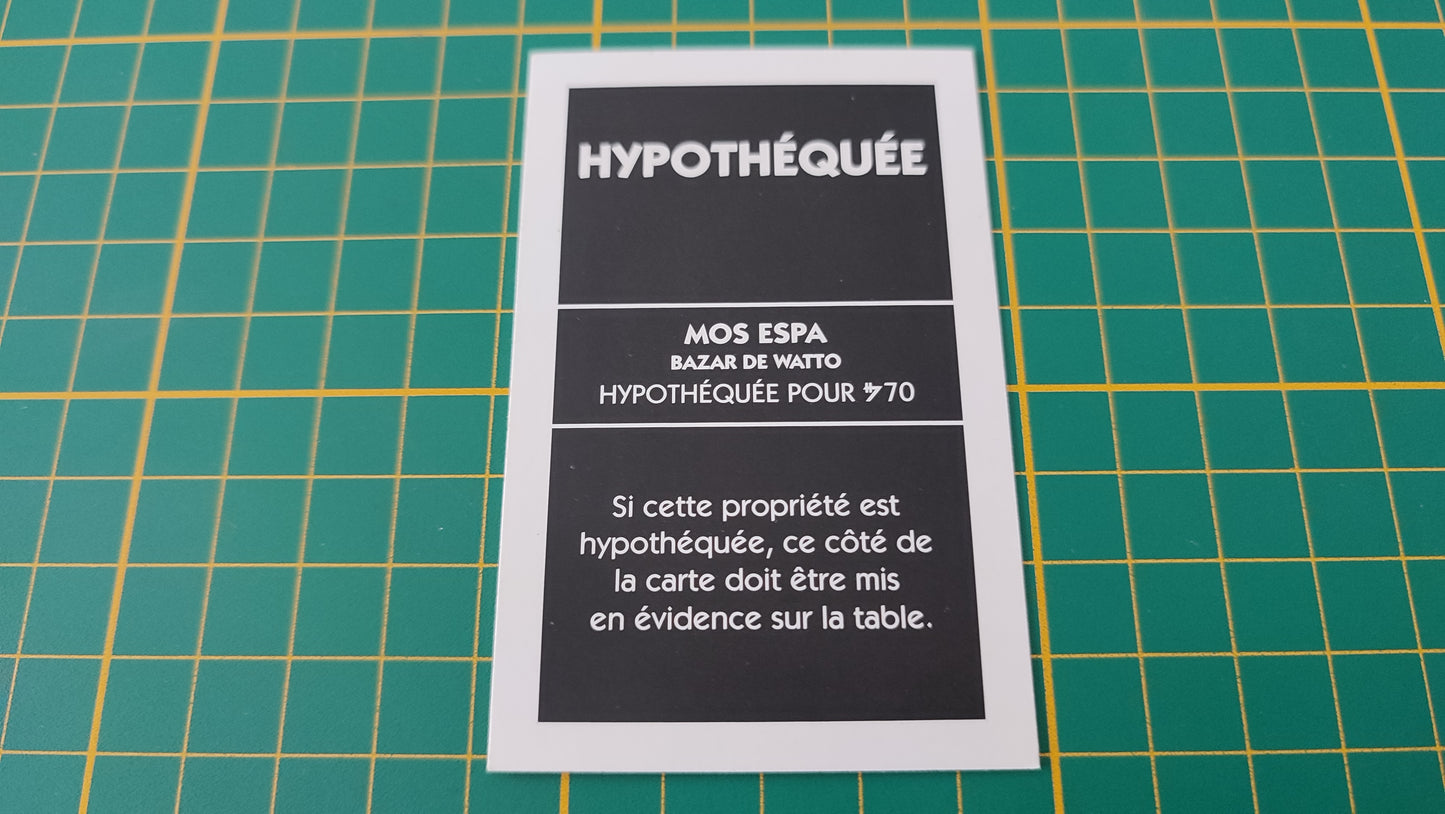 HYPOTHÉQUÉE
MOS ESPA
BAZAR DE WATTO
HYPOTHÉQUÉE POUR 70
Si cette propriété est
hypothéquée, ce côté de
la carte doit être mis
en évidence sur la table.